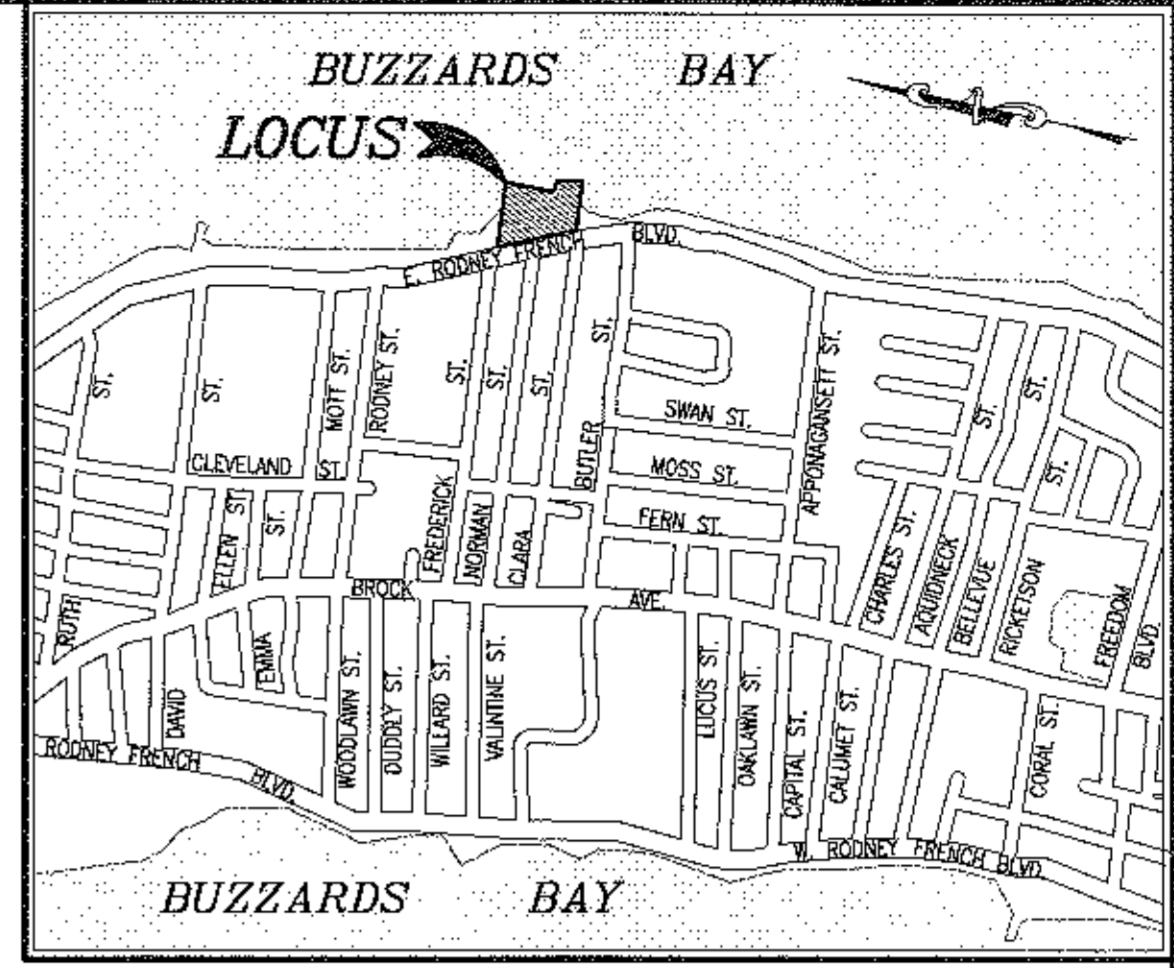 BUZZARDS BAY
LOCUS
E. RODNEY FRENCH BLVD.
ST.
ST.
MOTT ST.
RODNEY ST.
ST.
ST.
ST.
ST.
SWAN ST.
APPONAGANSETT ST.
ST.
ST.
CLEVELAND ST.
BUTLER
MOSS ST.
ST.
ELLEN ST.
ST.
FREDERICK
NORMAN
CLARA
FERN ST.
CHARLES ST.
AQUIDNECK
BELLEVUE
RICKETSON
FREEDOM
BLVD.
BROCK AVE.
RUTH
EMMA
DAVID
WOODLAWN ST.
DUDDLY ST.
WILLARD ST.
VALINTINE ST.
LUCUS ST.
OAKLAWN ST.
CAPITAL ST.
CALUMET ST.
CORAL ST.
RODNEY FRENCH BLVD.
W. RODNEY FRENCH BLVD.
BUZZARDS BAY